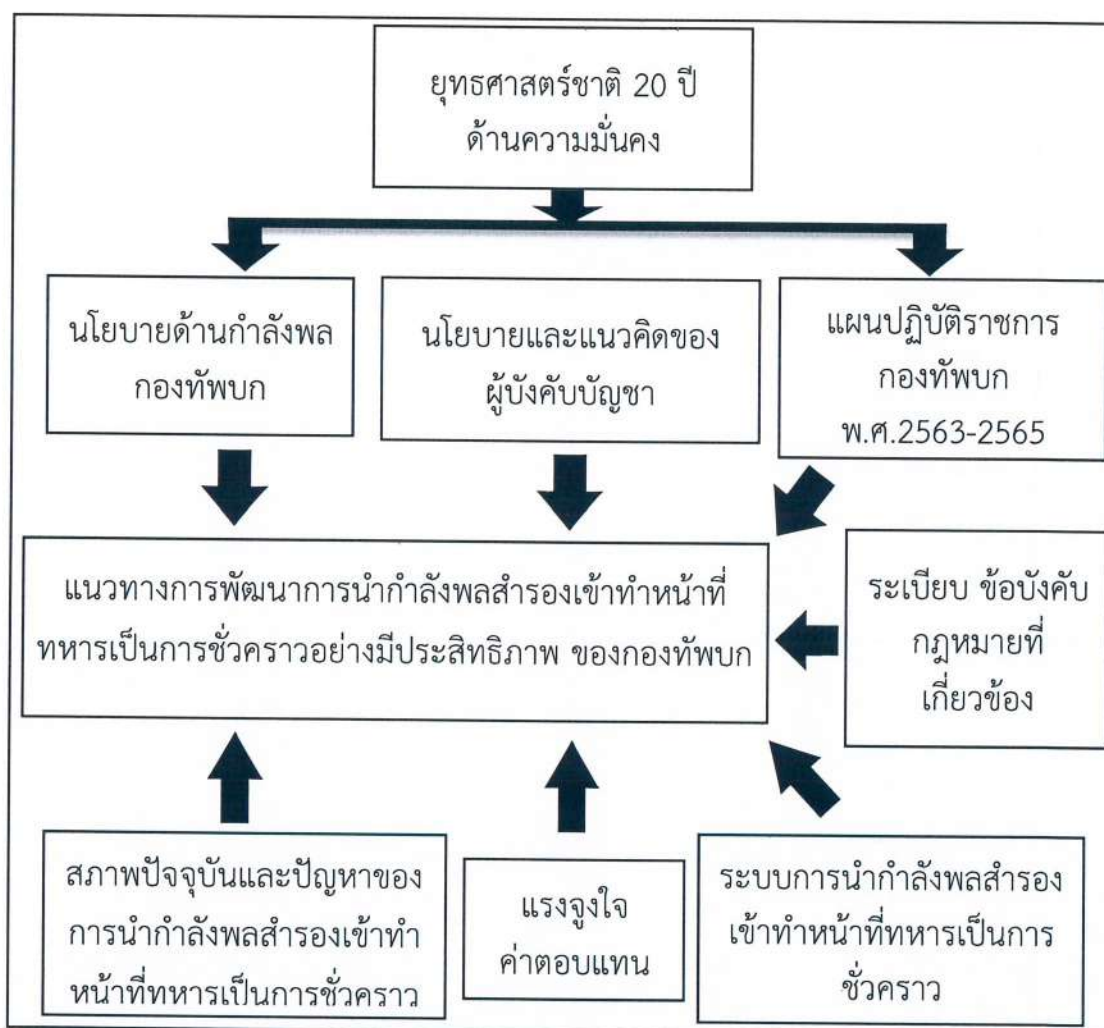 ยุทธศาสตร์ชาติ 20 ปี
ด้านความมั่นคง
นโยบายด้านกำลังพล
กองทัพบก
นโยบายและแนวคิดของ
ผู้บังคับบัญชา
แผนปฏิบัติราชการ
กองทัพบก
พ.ศ.2563-2565
แนวทางการพัฒนาการนำกำลังพลสำรองเข้าทำหน้าที่
ทหารเป็นการชั่วคราวอย่างมีประสิทธิภาพ ของกองทัพบก
ระเบียบ ข้อบังคับ
กฎหมายที่
เกี่ยวข้อง
สภาพปัจจุบันและปัญหาของ
การนำกำลังพลสำรองเข้าทำ
หน้าที่ทหารเป็นการชั่วคราว
แรงจูงใจ
ค่าตอบแทน
ระบบการนำกำลังพลสำรอง
เข้าทำหน้าที่ทหารเป็นการ
ชั่วคราว